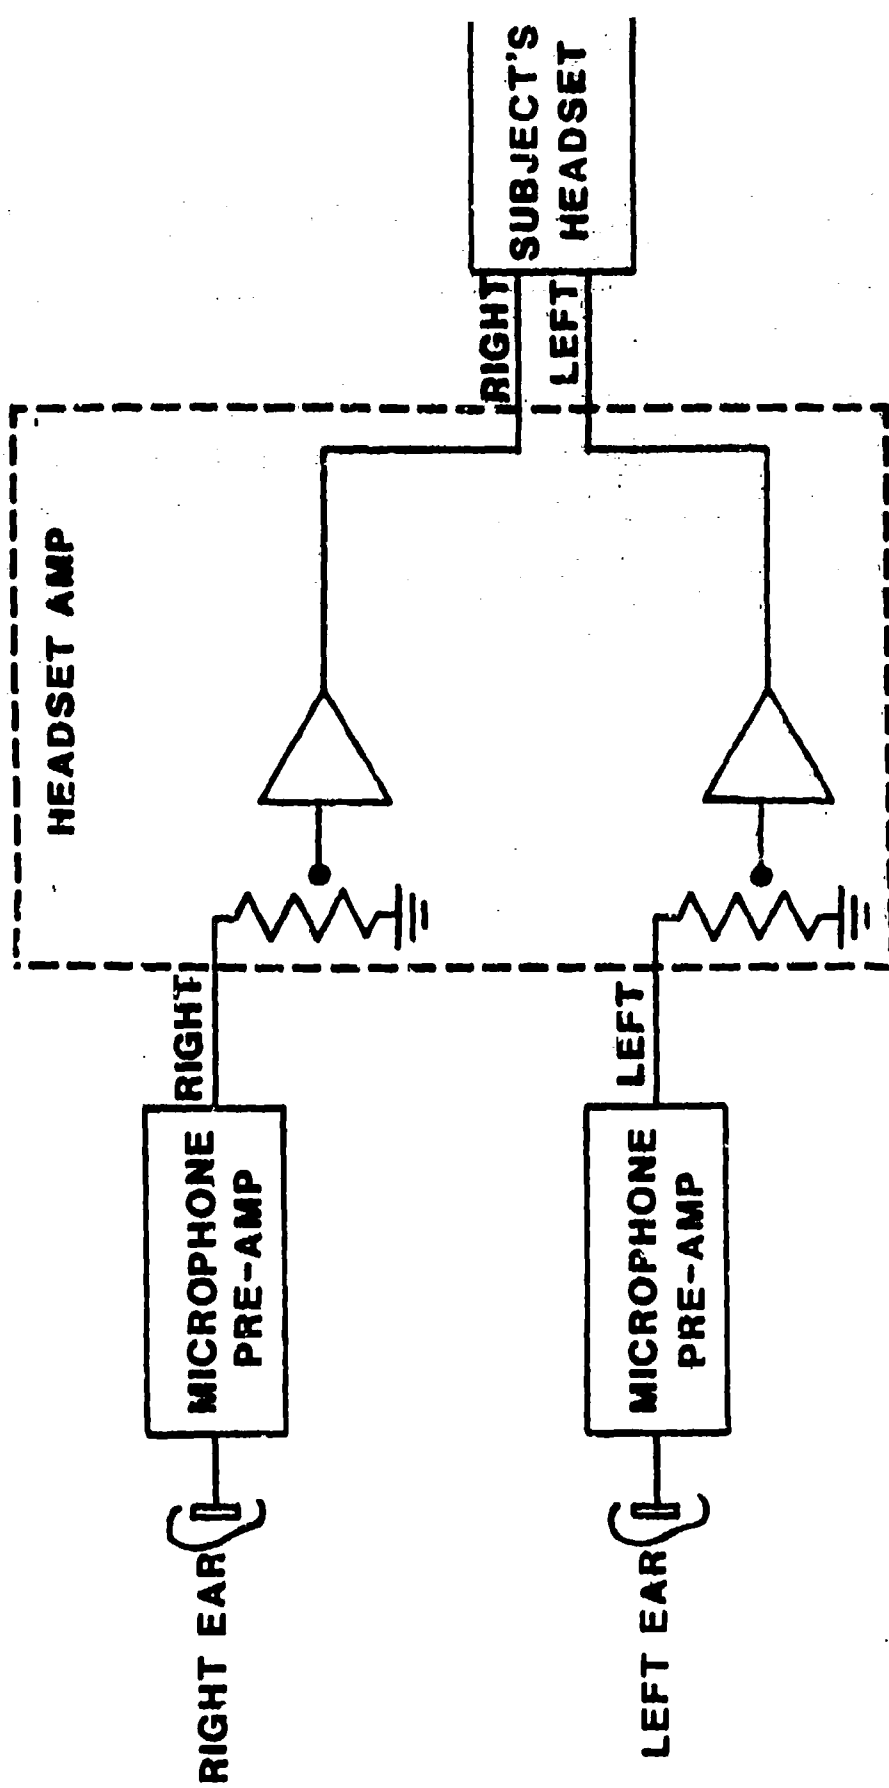 RIGHT EAR
MICROPHONE
PRE-AMP
RIGHT
HEADSET AMP
RIGHT
SUBJECT'S
HEADSET
LEFT
LEFT EAR
MICROPHONE
PRE-AMP
LEFT